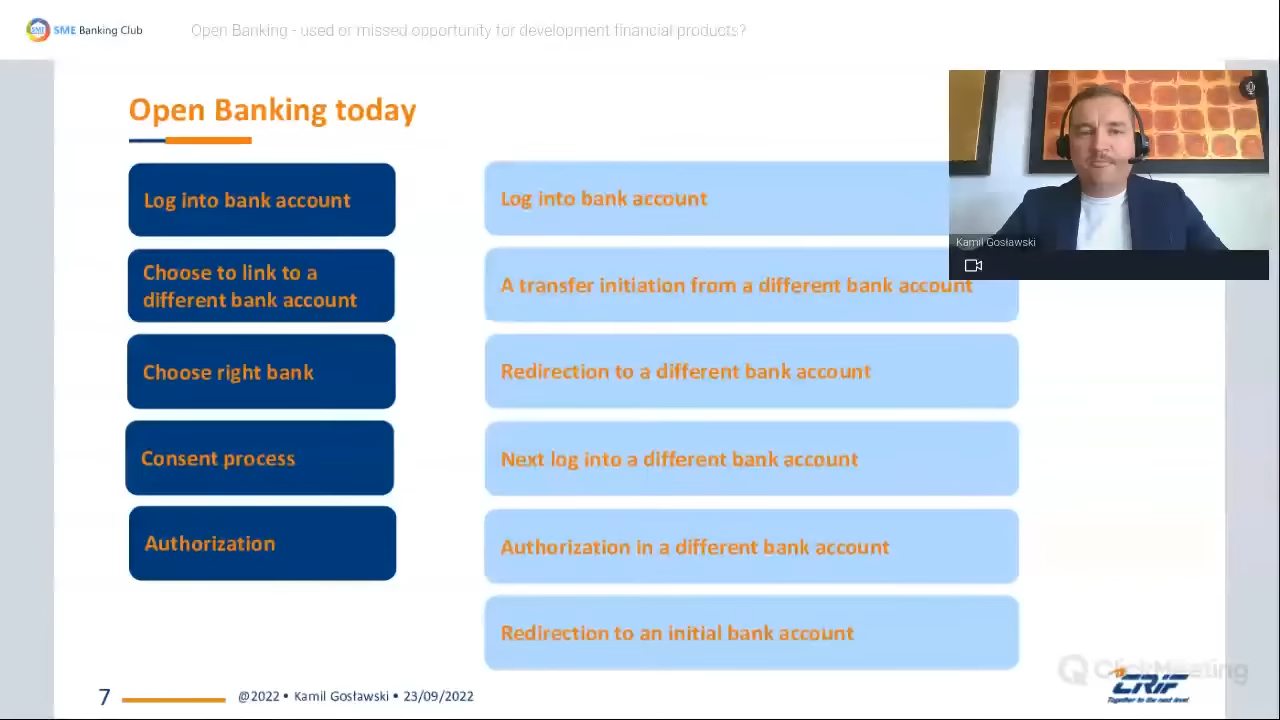 SME Banking Club
Open Banking - used or missed opportunity for development financial products?
Open Banking today
Log into bank account
Choose to link to a
different bank account
Choose right bank
Consent process
Authorization
Log into bank account
A transfer initiation from a different bank account
Redirection to a different bank account
Next log into a different bank account
Authorization in a different bank account
Redirection to an initial bank account
Kamil Gosławski
7
@2022 • Kamil Gosławski • 23/09/2022
ClickMeeting
CRIF
Together to the next level